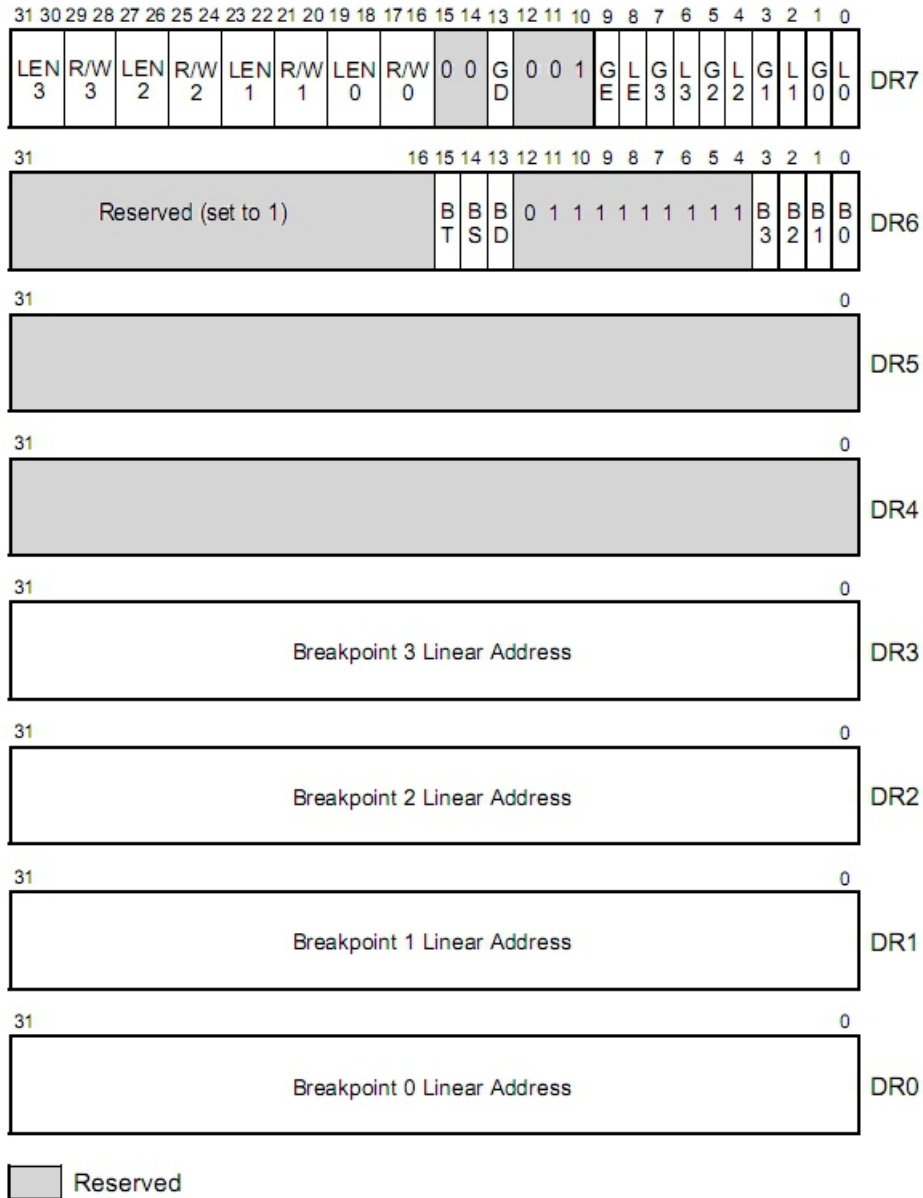 31 30 29 28 27 26 25 24 23 22 21 20 19 18 17 16 15 14 13 12 11 10 9 8 7 6 5 4 3 2 1 0
LEN 3 R/W 3 LEN 2 R/W 2 LEN 1 R/W 1 LEN 0 R/W 0 0 0 G D 0 0 1 G E L E G 3 L 3 G 2 L 2 G 1 L 1 G 0 L 0 DR7
31 16 15 14 13 12 11 10 9 8 7 6 5 4 3 2 1 0
Reserved (set to 1) B T B S B D 0 1 1 1 1 1 1 1 1 B 3 B 2 B 1 B 0 DR6
31 0
DR5
31 0
DR4
31 0
Breakpoint 3 Linear Address DR3
31 0
Breakpoint 2 Linear Address DR2
31 0
Breakpoint 1 Linear Address DR1
31 0
Breakpoint 0 Linear Address DR0
Reserved